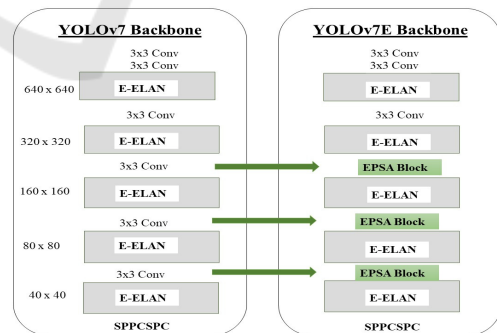 YOLOv7 Backbone
3x3 Conv
3x3 Conv
640 x 640
E-ELAN
3x3 Conv
320 x 320
E-ELAN
3x3 Conv
160 x 160
E-ELAN
3x3 Conv
80 x 80
E-ELAN
3x3 Conv
40 x 40
E-ELAN
SPPCSPC
YOLOv7E Backbone
3x3 Conv
3x3 Conv
E-ELAN
3x3 Conv
E-ELAN
EPSA Block
E-ELAN
EPSA Block
E-ELAN
EPSA Block
E-ELAN
SPPCSPC